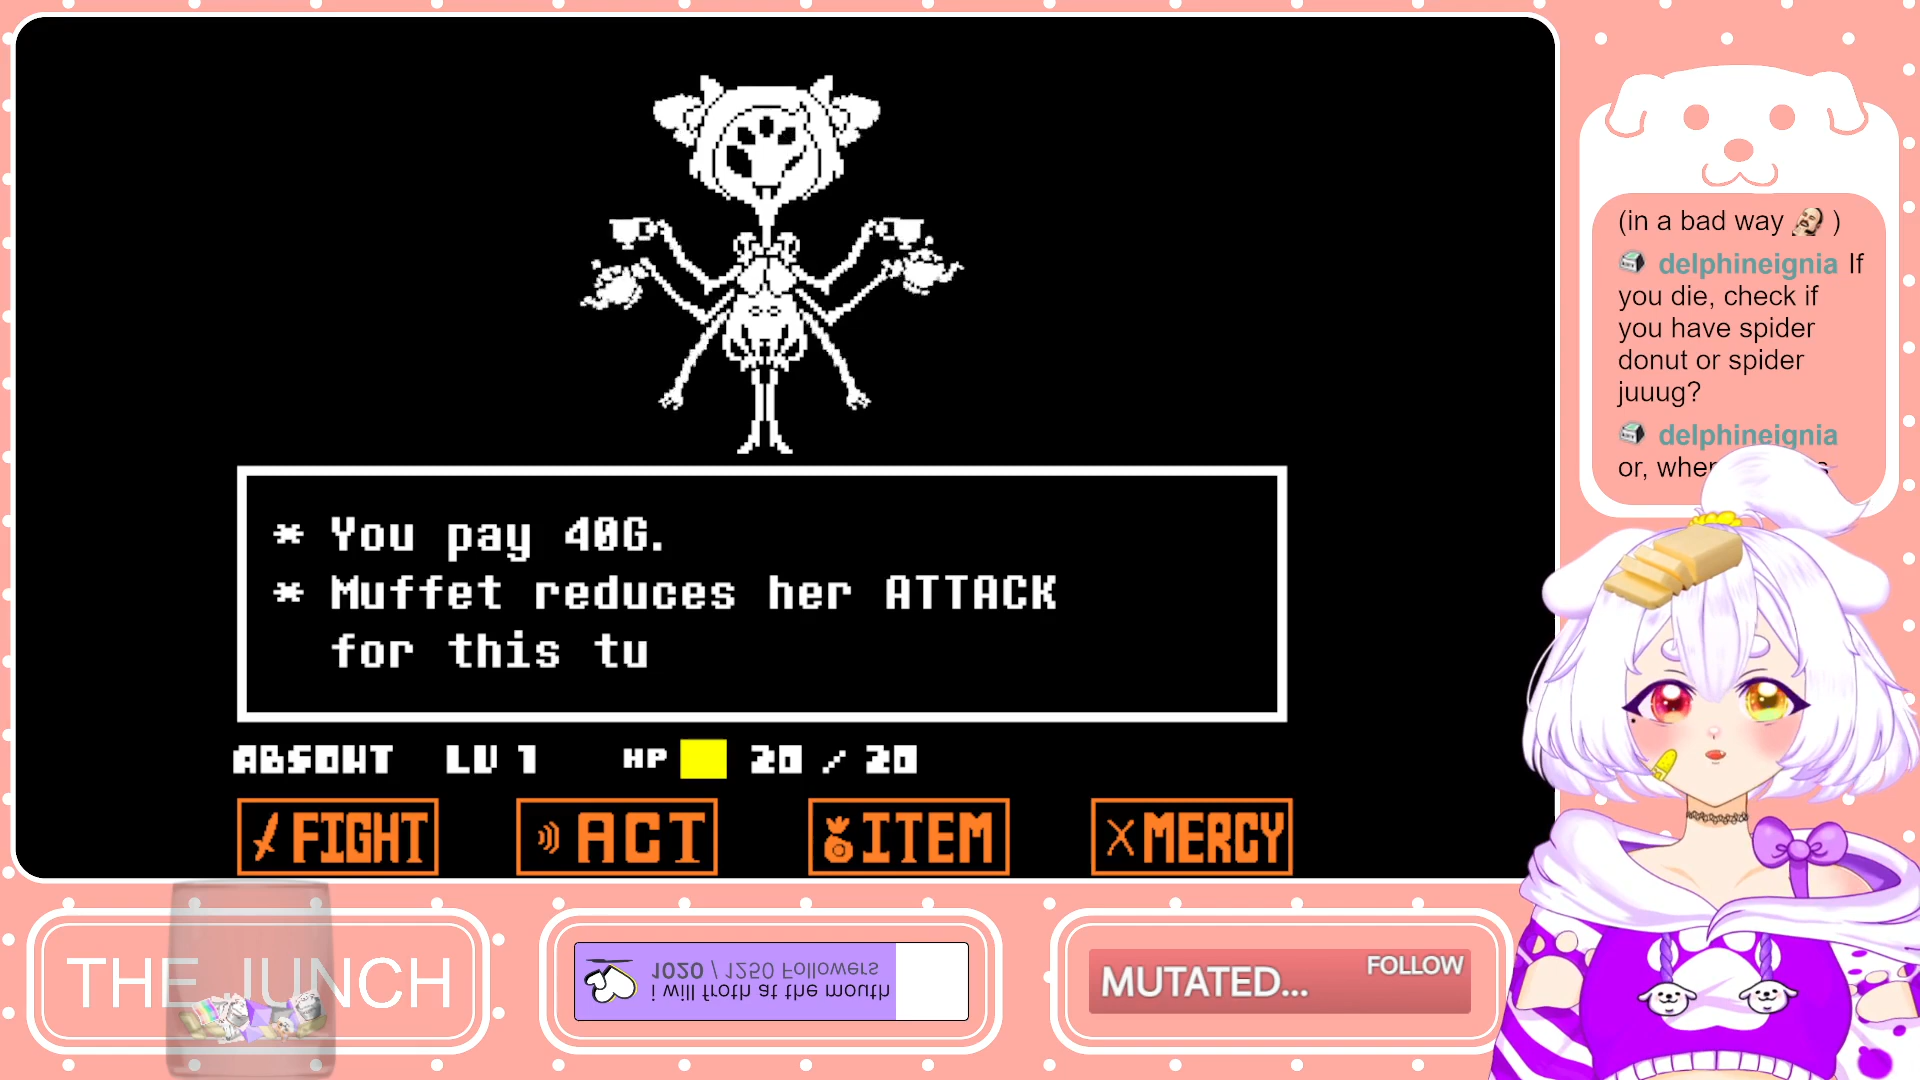 * You pay 40G.
* Muffet reduces her ATTACK
for this tu
ABSONT LV 1 HP 20 / 20
FIGHT ACT ITEM MERCY
(in a bad way )
delphineignia If
you die, check if
you have spider
donut or spider
juuug?
delphineignia
or, when
THE JUNCH
1020 / 1250 Followers
i will froth at the mouth
MUTATED...
FOLLOW